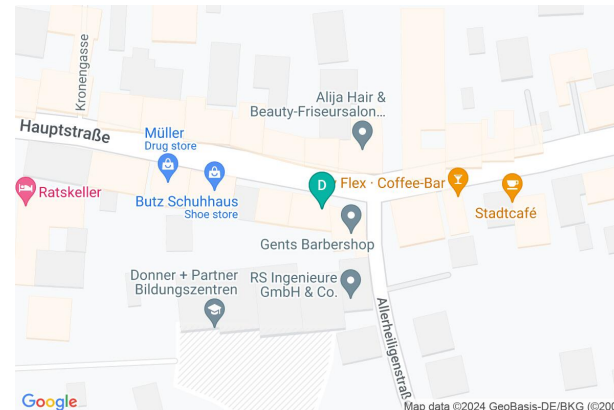 Kronengasse
Alija Hair &
Beauty-Friseursalon...
Hauptstraße
Müller
Drug store
Ratskeller
Butz Schuhhaus
Shoe store
D
Flex · Coffee-Bar
Stadtcafé
Gents Barbershop
Donner + Partner
Bildungszentren
RS Ingenieure
GmbH & Co.
Allerheiligenstraß
Google
Map data ©2024 GeoBasis-DE/BKG (©200